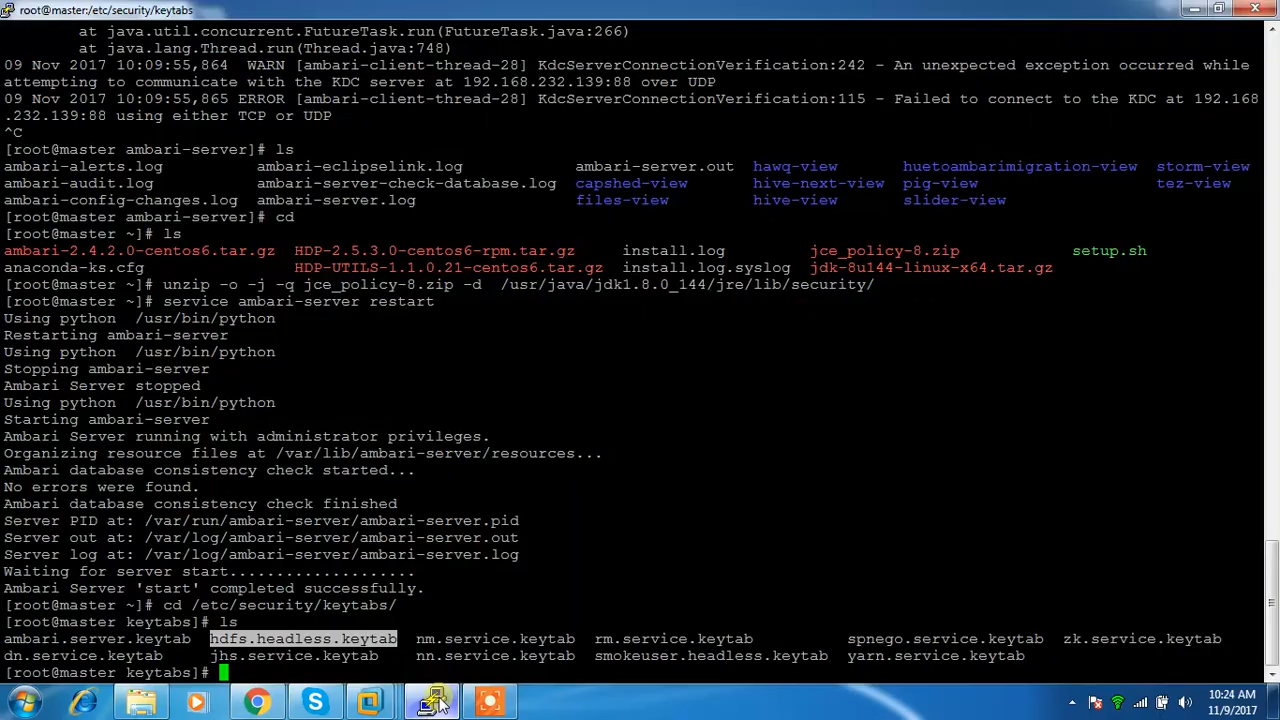 root@master:/etc/security/keytabs
at java.util.concurrent.FutureTask.run(FutureTask.java:266)
at java.lang.Thread.run(Thread.java:748)
09 Nov 2017 10:09:55,864  WARN [ambari-client-thread-28] KdcServerConnectionVerification:242 - An unexpected exception occurred while
attempting to communicate with the KDC server at 192.168.232.139:88 over UDP
09 Nov 2017 10:09:55,865 ERROR [ambari-client-thread-28] KdcServerConnectionVerification:115 - Failed to connect to the KDC at 192.168
.232.139:88 using either TCP or UDP
^C
[root@master ambari-server]# ls
ambari-alerts.log ambari-eclipselink.log ambari-server.out hawq-view huetoambarimigration-view storm-view
ambari-audit.log ambari-server-check-database.log capshed-view hive-next-view pig-view tez-view
ambari-config-changes.log ambari-server.log files-view hive-view slider-view
[root@master ambari-server]# cd
[root@master ~]# ls
ambari-2.4.2.0-centos6.tar.gz HDP-2.5.3.0-centos6-rpm.tar.gz install.log jce_policy-8.zip setup.sh
anaconda-ks.cfg HDP-UTILS-1.1.0.21-centos6.tar.gz install.log.syslog jdk-8u144-linux-x64.tar.gz
[root@master ~]# unzip -o -j -q jce_policy-8.zip -d  /usr/java/jdk1.8.0_144/jre/lib/security/
[root@master ~]# service ambari-server restart
Using python  /usr/bin/python
Restarting ambari-server
Using python  /usr/bin/python
Stopping ambari-server
Ambari Server stopped
Using python  /usr/bin/python
Starting ambari-server
Ambari Server running with administrator privileges.
Organizing resource files at /var/lib/ambari-server/resources...
Ambari database consistency check started...
No errors were found.
Ambari database consistency check finished
Server PID at: /var/run/ambari-server/ambari-server.pid
Server out at: /var/log/ambari-server/ambari-server.out
Server log at: /var/log/ambari-server/ambari-server.log
Waiting for server start...................
Ambari Server 'start' completed successfully.
[root@master ~]# cd /etc/security/keytabs/
[root@master keytabs]# ls
ambari.server.keytab hdfs.headless.keytab nm.service.keytab rm.service.keytab spnego.service.keytab zk.service.keytab
dn.service.keytab jhs.service.keytab nn.service.keytab smokeuser.headless.keytab yarn.service.keytab
[root@master keytabs]#
10:24 AM
11/9/2017